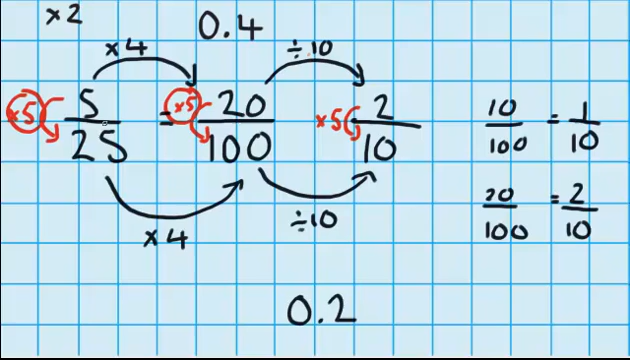 ×2
0.4
×4
÷10
×5 5/25 = ×5 20/100 ×5 2/10
×4
÷10
10/100 = 1/10
20/100 = 2/10
0.2